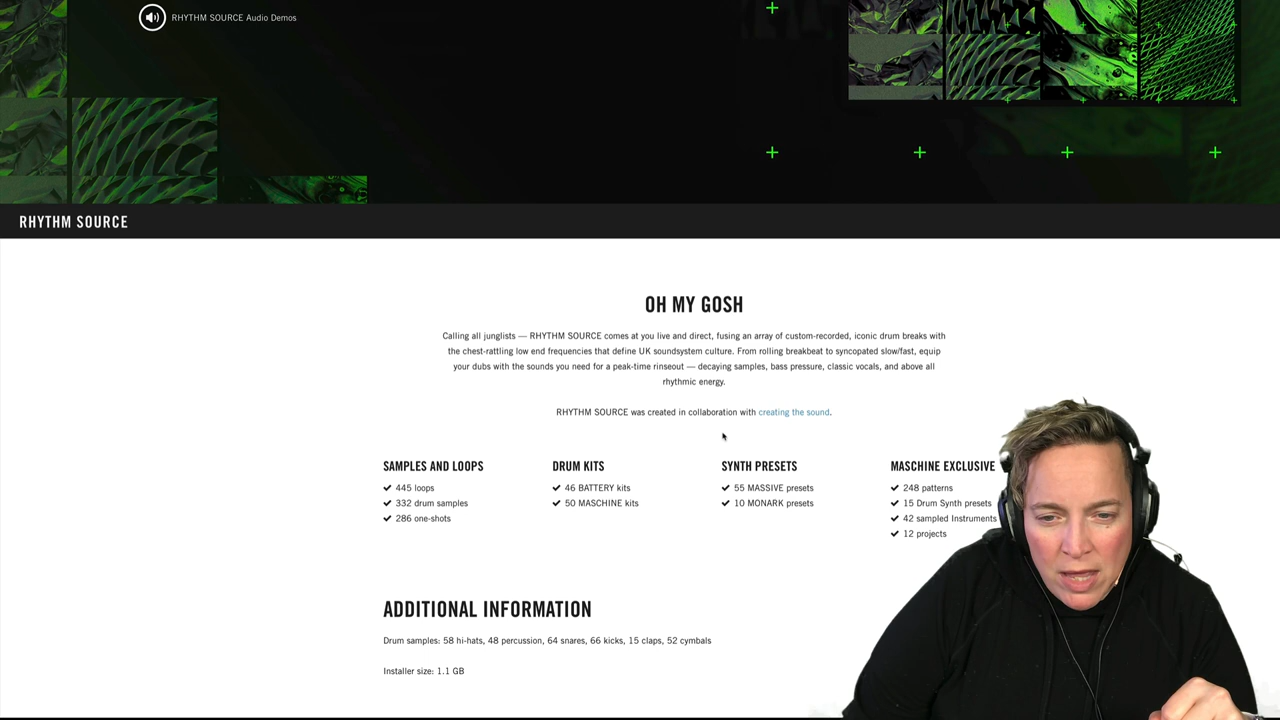 RHYTHM SOURCE Audio Demos
RHYTHM SOURCE
OH MY GOSH
Calling all junglists — RHYTHM SOURCE comes at you live and direct, fusing an array of custom-recorded, iconic drum breaks with
the chest-rattling low end frequencies that define UK soundsystem culture. From rolling breakbeat to syncopated slow/fast, equip
your dubs with the sounds you need for a peak-time rinseout — decaying samples, bass pressure, classic vocals, and above all
rhythmic energy.
RHYTHM SOURCE was created in collaboration with creating the sound.
SAMPLES AND LOOPS
445 loops
332 drum samples
286 one-shots
DRUM KITS
46 BATTERY kits
50 MASCHINE kits
SYNTH PRESETS
55 MASSIVE presets
10 MONARK presets
MASCHINE EXCLUSIVE
248 patterns
15 Drum Synth presets
42 sampled Instruments
12 projects
ADDITIONAL INFORMATION
Drum samples: 58 hi-hats, 48 percussion, 64 snares, 66 kicks, 15 claps, 52 cymbals
Installer size: 1.1 GB